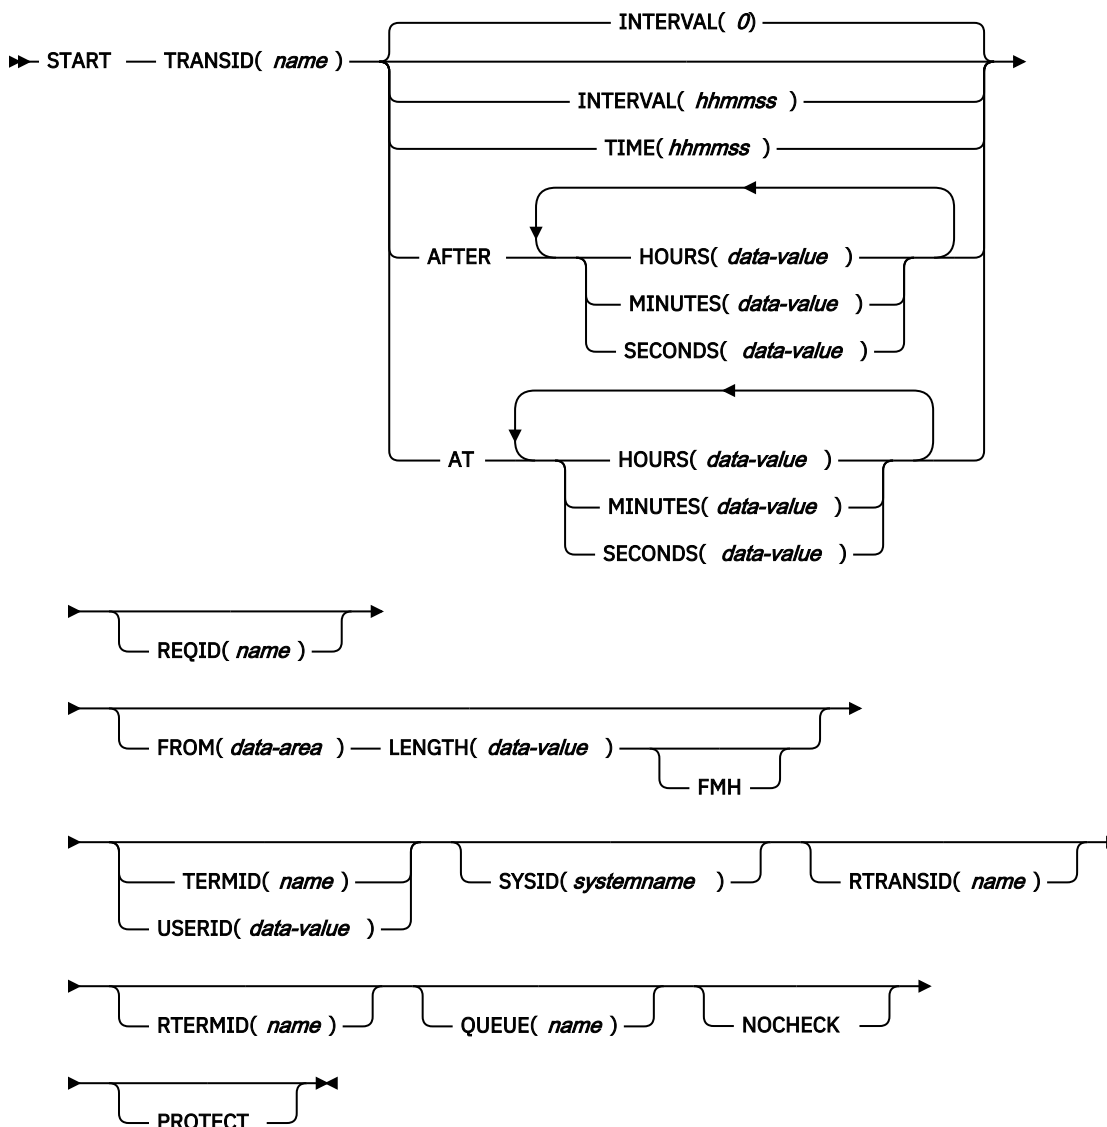 INTERVAL( 0)
START TRANSID( name )
INTERVAL( hhmmss )
TIME( hhmmss )
AFTER HOURS( data-value )
MINUTES( data-value )
SECONDS( data-value )
AT HOURS( data-value )
MINUTES( data-value )
SECONDS( data-value )
REQID( name )
FROM( data-area ) LENGTH( data-value )
FMH
TERMID( name ) SYSID( systemname ) RTRANSID( name )
USERID( data-value )
RTERMID( name ) QUEUE( name ) NOCHECK
PROTECT